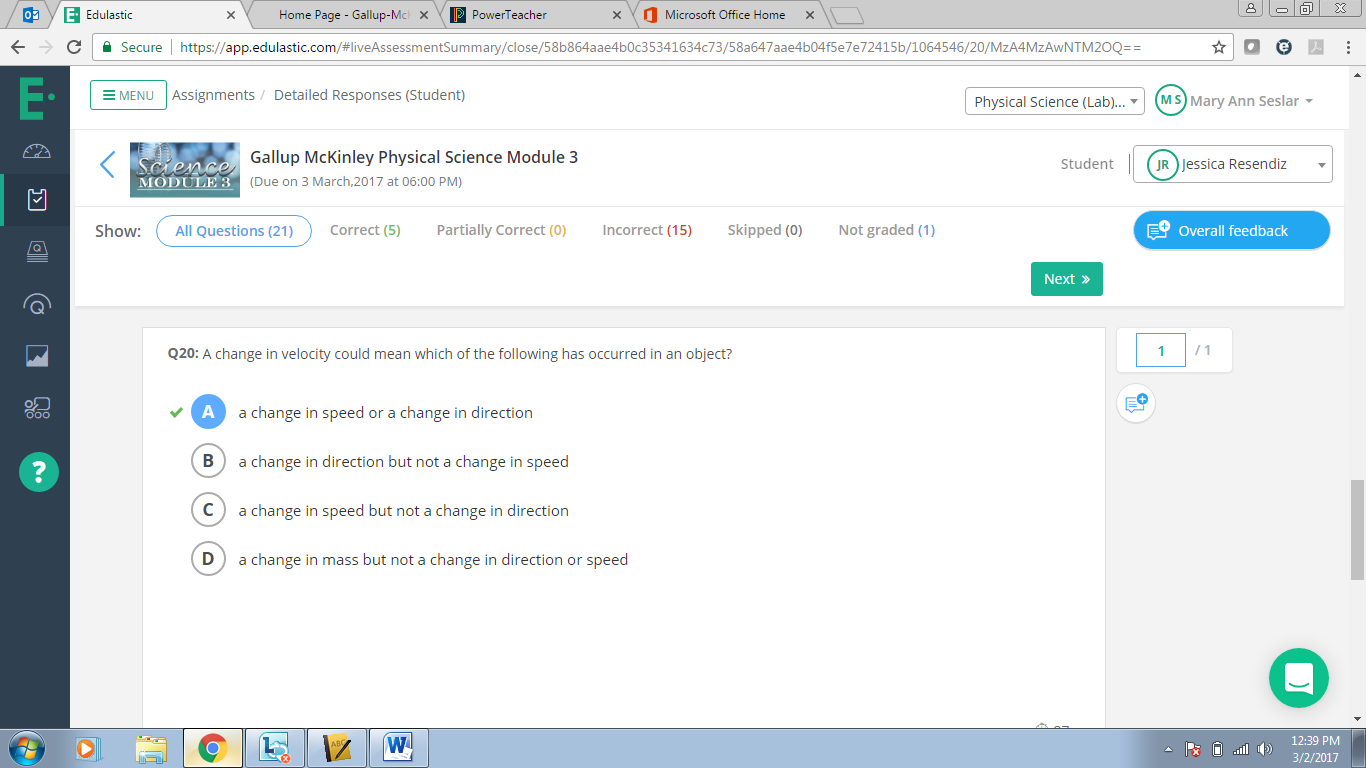 Edulastic
Home Page - Gallup-McK
PowerTeacher
Microsoft Office Home
Secure
https://app.edulastic.com/#liveAssessmentSummary/close/58b864aae4b0c35341634c73/58a647aae4b04f5e7e72415b/1064546/20/MzA4MzAwNTM2OQ==
MENU
Assignments / Detailed Responses (Student)
Physical Science (Lab)...
MS
Mary Ann Seslar
Science
MODULE 3
Gallup McKinley Physical Science Module 3
(Due on 3 March,2017 at 06:00 PM)
Student
JR
Jessica Resendiz
Show:
All Questions (21)
Correct (5)
Partially Correct (0)
Incorrect (15)
Skipped (0)
Not graded (1)
Overall feedback
Next »
Q20: A change in velocity could mean which of the following has occurred in an object?
1 / 1
A a change in speed or a change in direction
B a change in direction but not a change in speed
C a change in speed but not a change in direction
D a change in mass but not a change in direction or speed
12:39 PM
3/2/2017